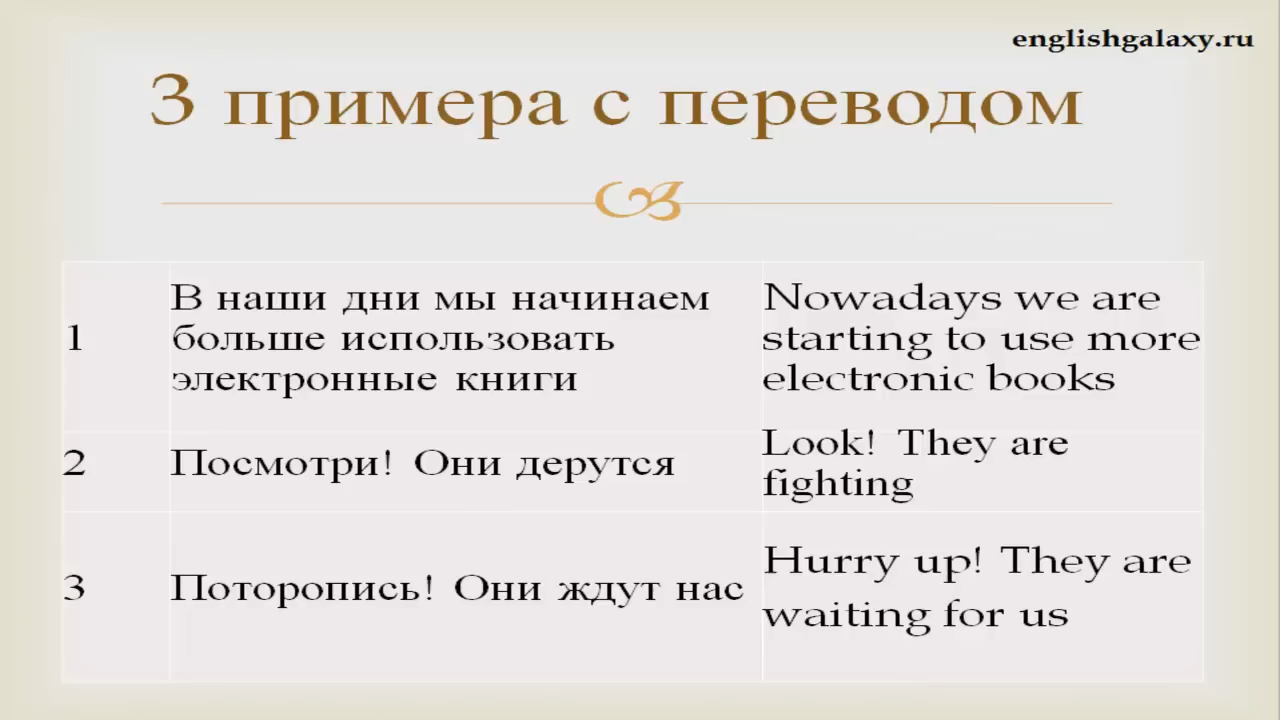 englishgalaxy.ru
3 примера с переводом
1
В наши дни мы начинаем
больше использовать
электронные книги
Nowadays we are
starting to use more
electronic books
2
Посмотри! Они дерутся
Look! They are
fighting
3
Поторопись! Они ждут нас
Hurry up! They are
waiting for us